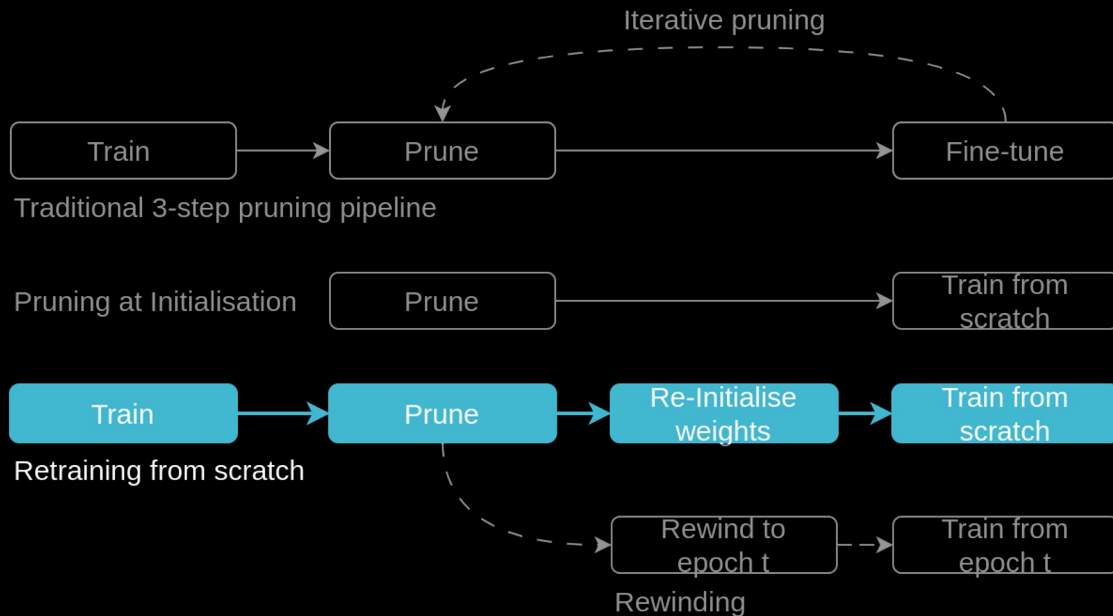 Iterative pruning
Train
Prune
Fine-tune
Traditional 3-step pruning pipeline
Pruning at Initialisation
Prune
Train from
scratch
Train
Prune
Re-Initialise
weights
Train from
scratch
Retraining from scratch
Rewind to
epoch t
Train from
epoch t
Rewinding